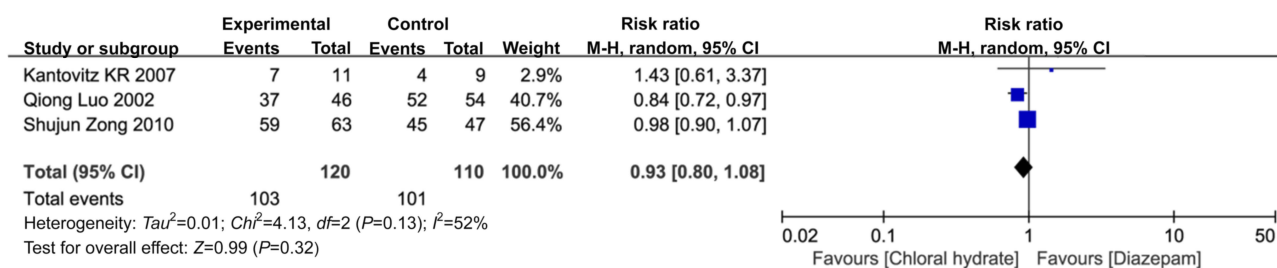 Experimental Control Risk ratio Risk ratio
Study or subgroup Events Total Events Total Weight M-H, random, 95% CI M-H, random, 95% CI
Kantovitz KR 2007 7 11 4 9 2.9% 1.43 [0.61, 3.37]
Qiong Luo 2002 37 46 52 54 40.7% 0.84 [0.72, 0.97]
Shujun Zong 2010 59 63 45 47 56.4% 0.98 [0.90, 1.07]
Total (95% CI) 120 110 100.0% 0.93 [0.80, 1.08]
Total events 103 101
Heterogeneity: Tau²=0.01; Chi²=4.13, df=2 (P=0.13); I²=52%
Test for overall effect: Z=0.99 (P=0.32)
0.02 0.1 1 10 50
Favours [Chloral hydrate] Favours [Diazepam]